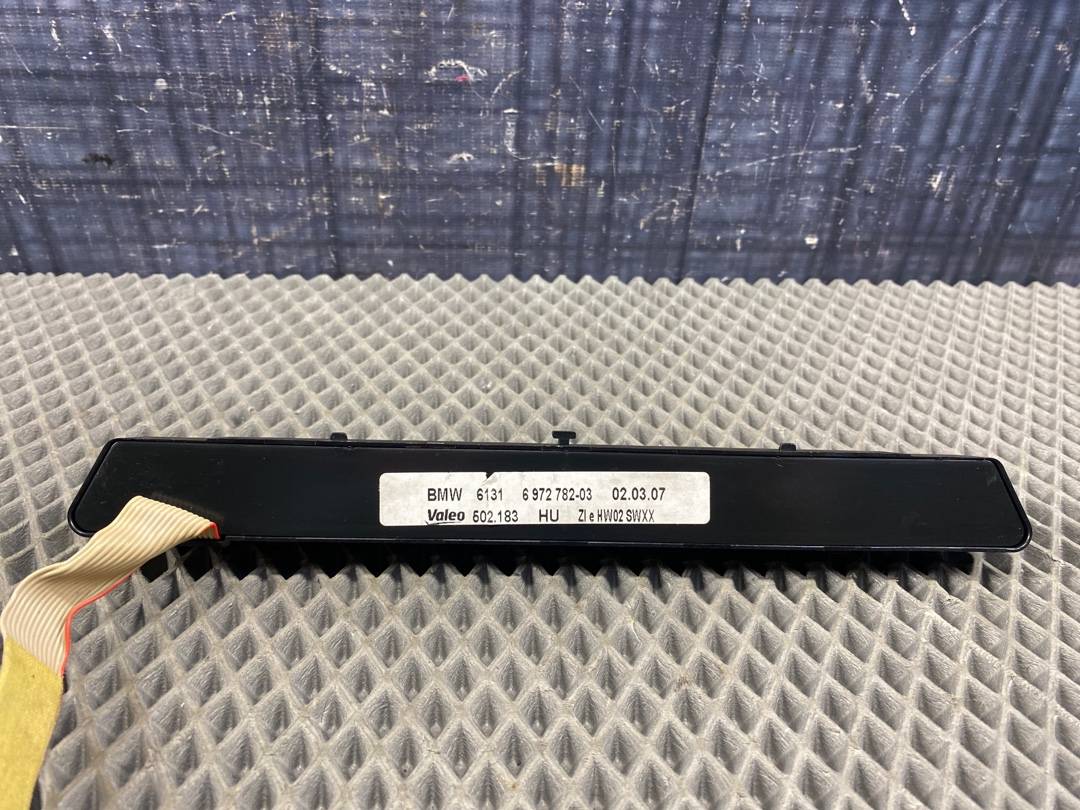 BMW 6131 6 972 782-03 02.03.07
Valeo 502.183 HU ZI e HW02 SWXX